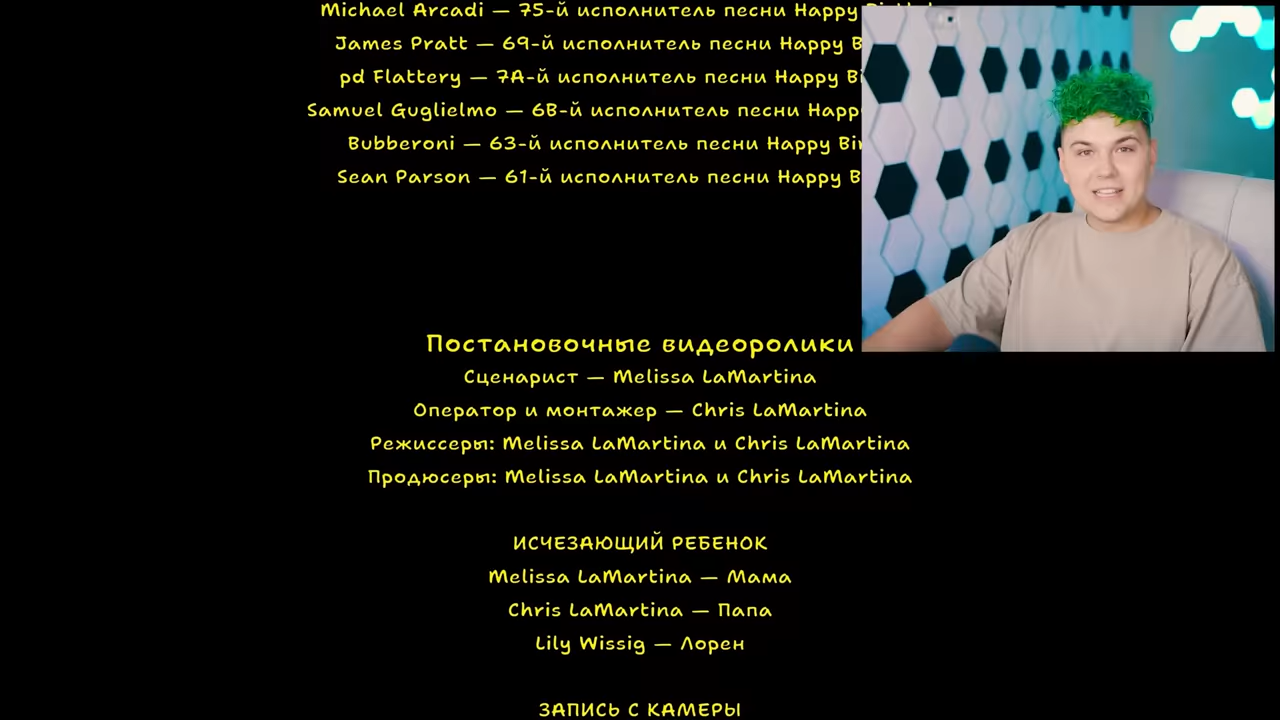 Michael Arcadi — 75-й исполнитель песни Happy
James Pratt — 69-й исполнитель песни Happy
pd Flattery — 7A-й исполнитель песни Happy
Samuel Guglielmo — 6B-й исполнитель песни
Bubberoni — 63-й исполнитель песни Happy
Sean Parson — 61-й исполнитель песни Happy
Постановочные видеоролики
Сценарист — Melissa LaMartina
Оператор и монтажер — Chris LaMartina
Режиссеры: Melissa LaMartina и Chris LaMartina
Продюсеры: Melissa LaMartina и Chris LaMartina
ИСЧЕЗАЮЩИЙ РЕБЕНОК
Melissa LaMartina — Мама
Chris LaMartina — Папа
Lily Wissig — Лорен
ЗАПИСЬ С КАМЕРЫ